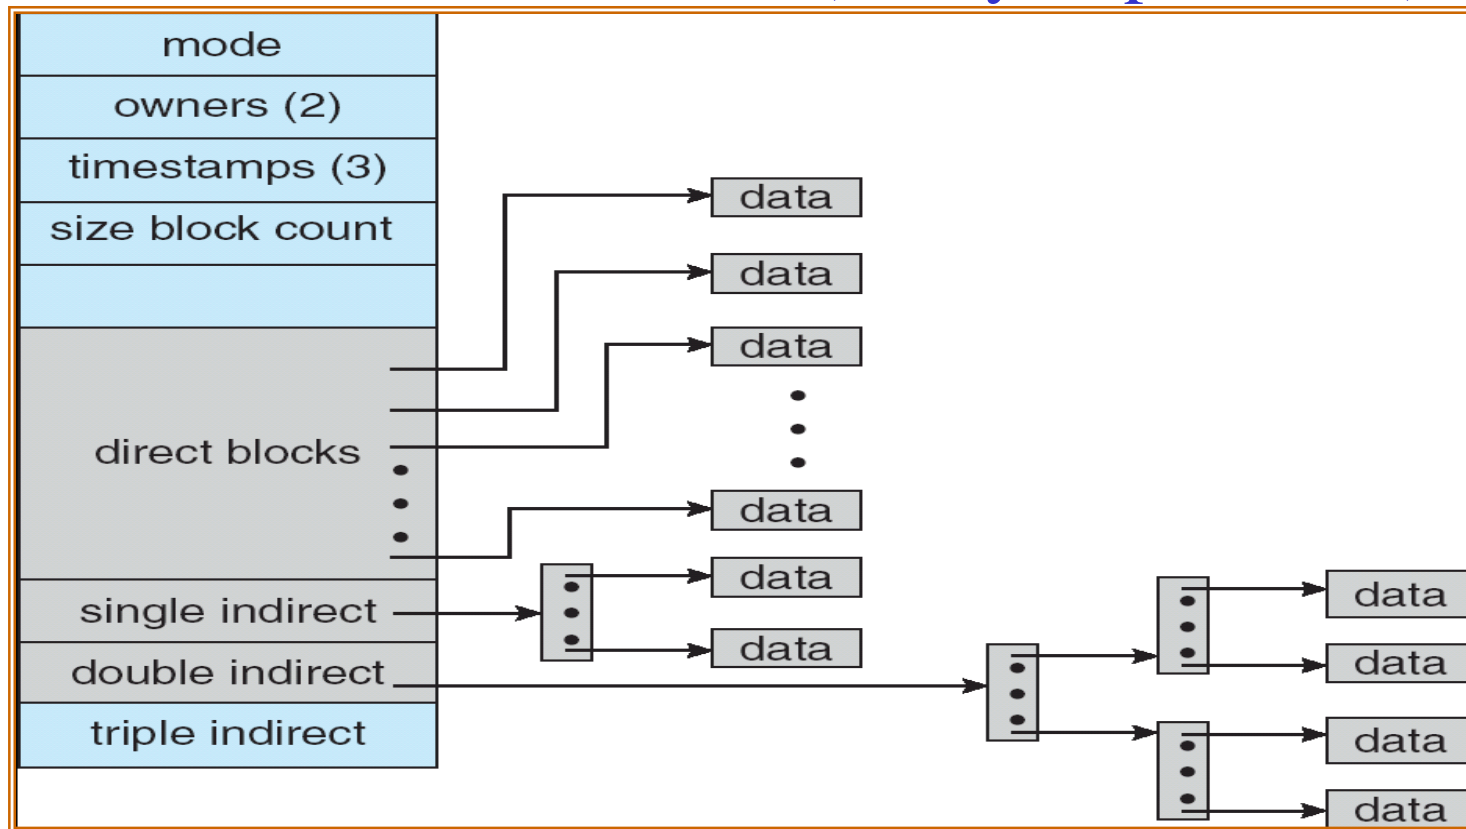 mode
owners (2)
timestamps (3)
size block count
direct blocks
single indirect
double indirect
triple indirect
data
data
data
data
data
data
data
data
data
data